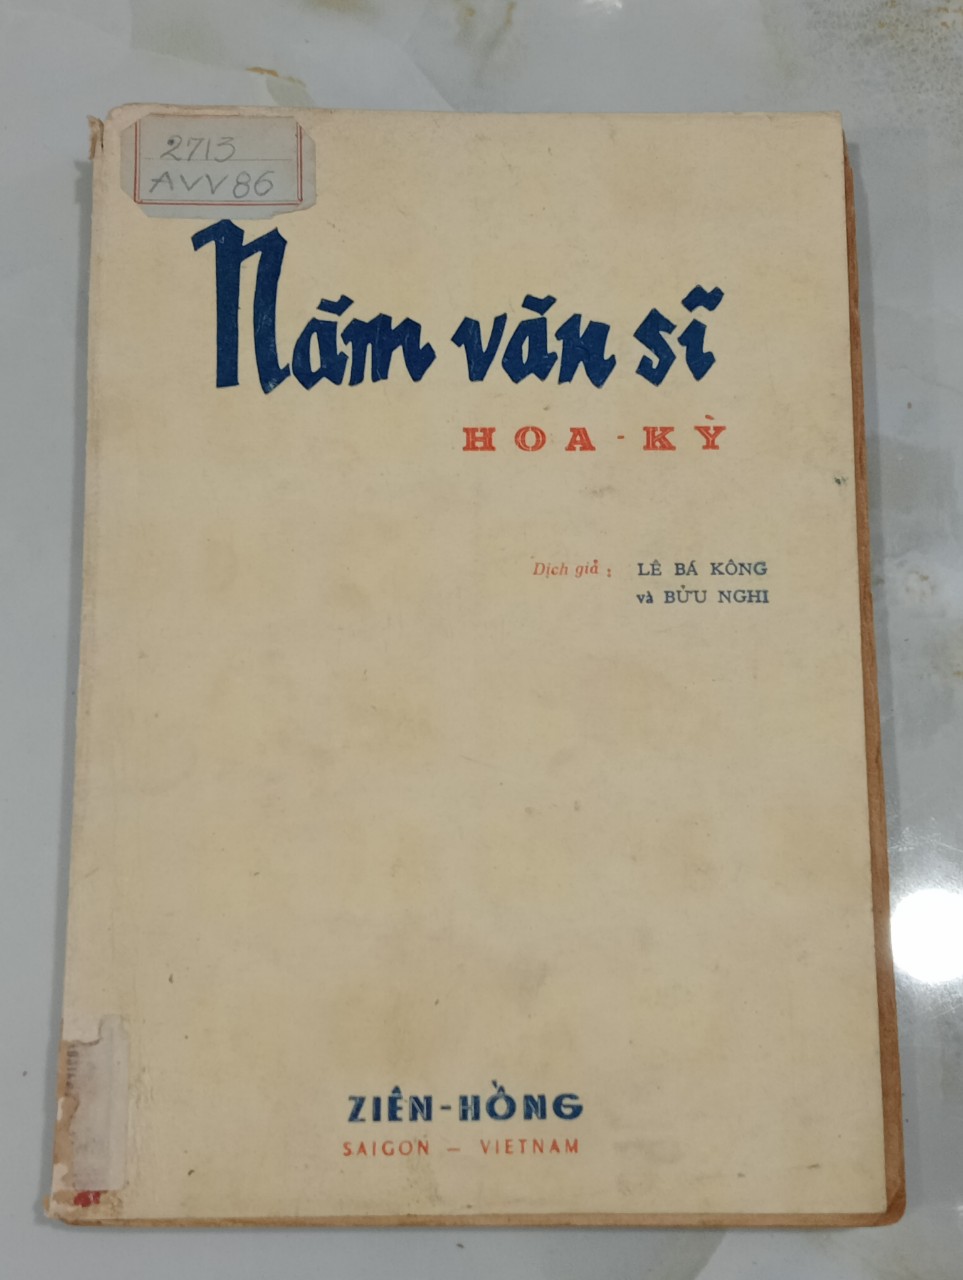 2713
AVV86
Năm văn sĩ
HOA-KỲ
Dịch giả : LÊ BÁ KÔNG
và BỬU NGHI
ZIÊN-HỒNG
SAIGON – VIETNAM